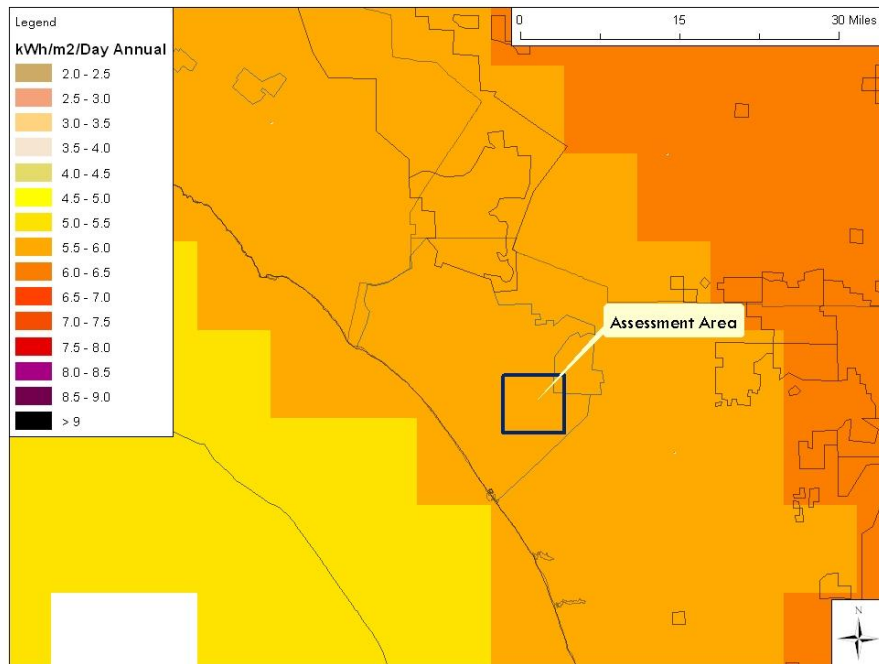 Legend
kWh/m2/Day Annual
2.0 - 2.5
2.5 - 3.0
3.0 - 3.5
3.5 - 4.0
4.0 - 4.5
4.5 - 5.0
5.0 - 5.5
5.5 - 6.0
6.0 - 6.5
6.5 - 7.0
7.0 - 7.5
7.5 - 8.0
8.0 - 8.5
8.5 - 9.0
> 9
0 15 30 Miles
Assessment Area
N